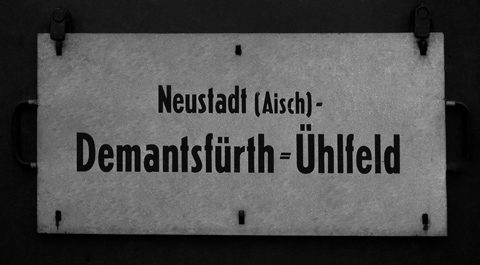 Neustadt (Aisch)-
Demantsfürth=Ühlfeld